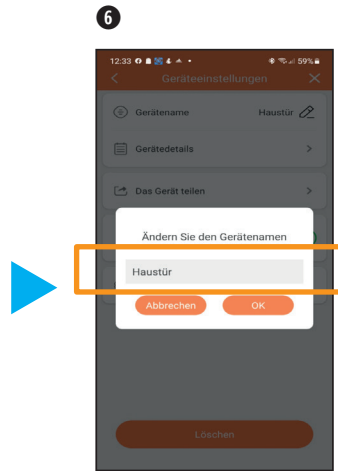 6
12:33 59%
Geräteeinstellungen
Gerätename Haustür
Gerätedetails
Das Gerät teilen
Ändern Sie den Gerätenamen
Haustür
Abbrechen OK
Löschen